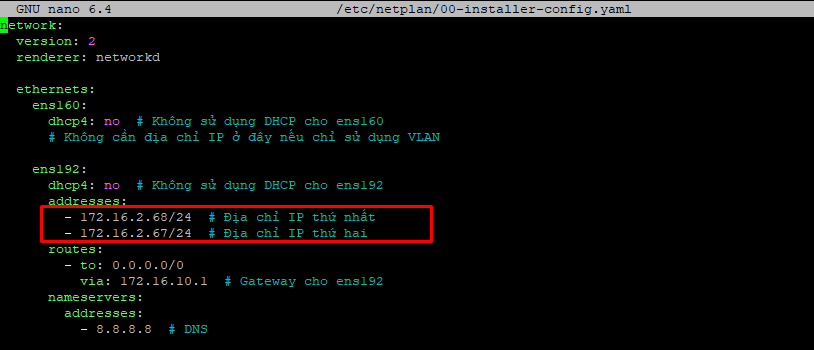 GNU nano 6.4 /etc/netplan/00-installer-config.yaml
network:
  version: 2
  renderer: networkd
  ethernets:
    ens160:
      dhcp4: no  # Không sử dụng DHCP cho ens160
      # Không cần địa chỉ IP ở đây nếu chỉ sử dụng VLAN
    ens192:
      dhcp4: no  # Không sử dụng DHCP cho ens192
      addresses:
        - 172.16.2.68/24  # Địa chỉ IP thứ nhất
        - 172.16.2.67/24  # Địa chỉ IP thứ hai
      routes:
        - to: 0.0.0.0/0
          via: 172.16.10.1  # Gateway cho ens192
      nameservers:
        addresses:
          - 8.8.8.8  # DNS